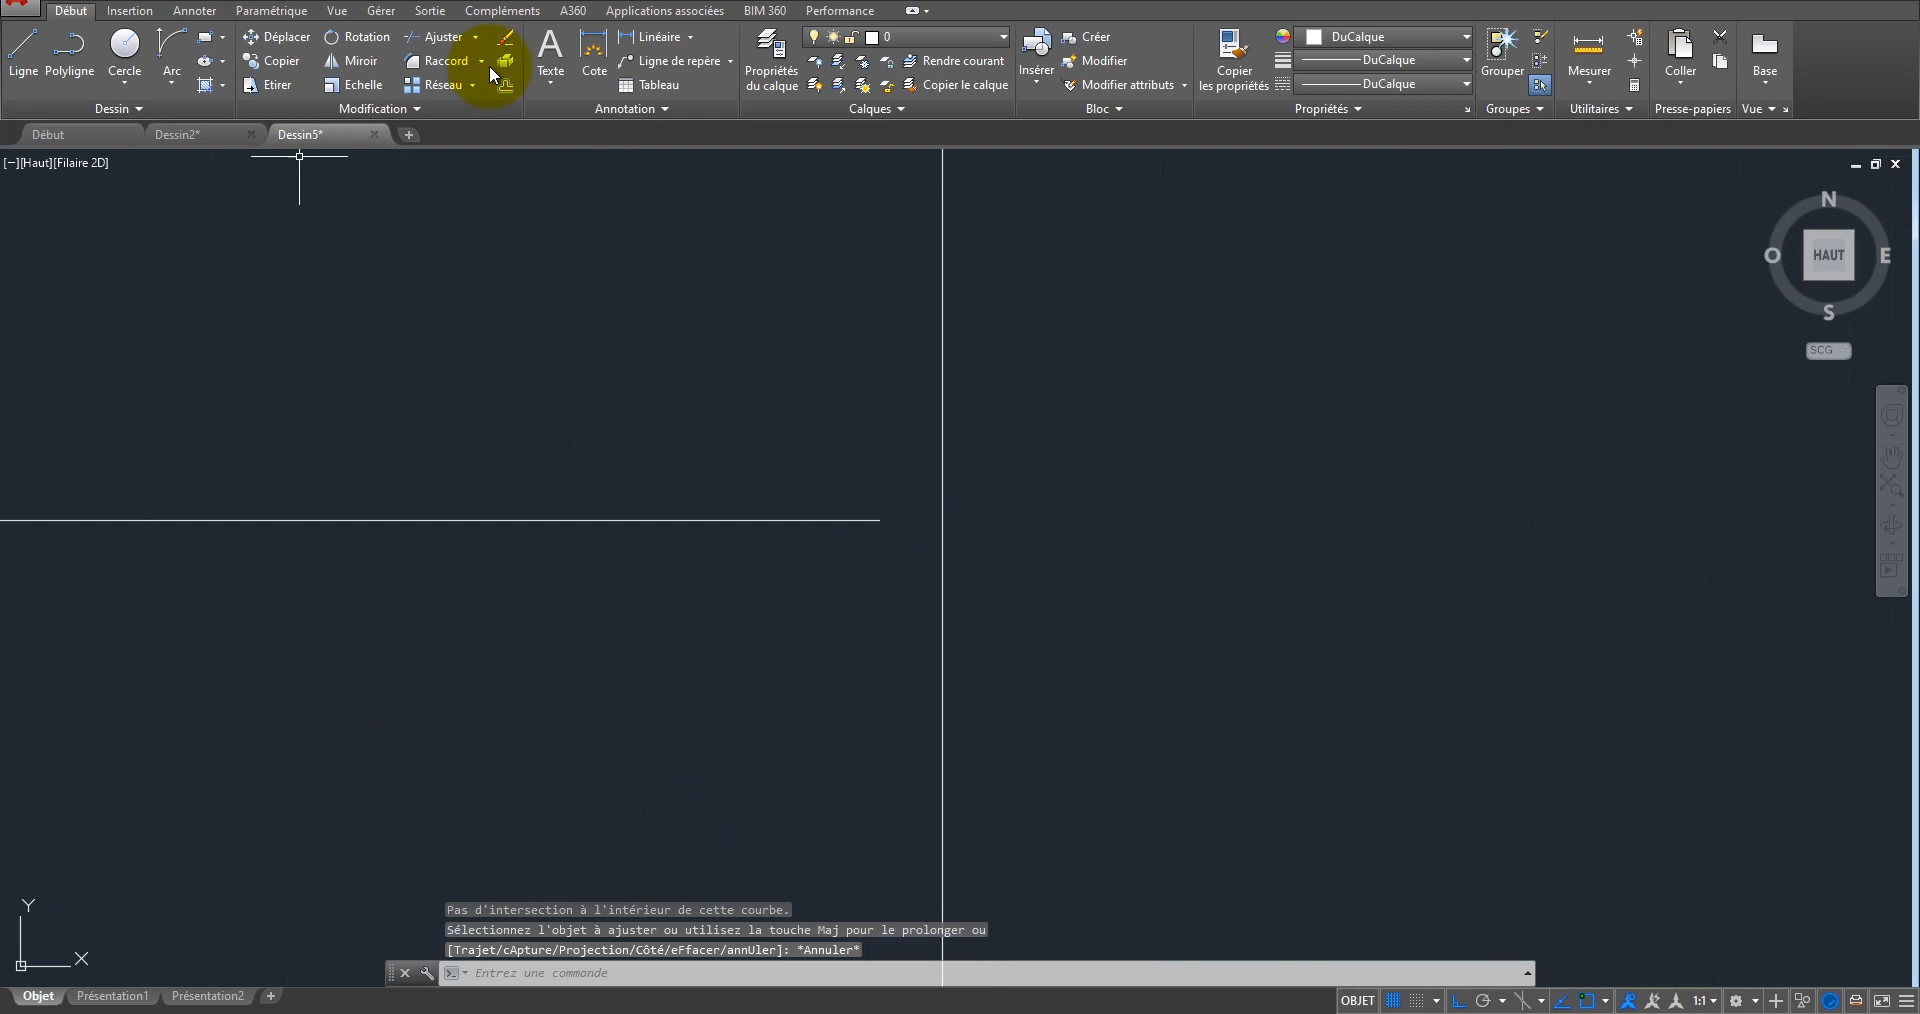 Début Insertion Annoter Paramétrique Vue Gérer Sortie Compléments A360 Applications associées BIM 360 Performance
Ligne
Polyligne
Cercle
Arc
Dessin
Déplacer Rotation Ajuster
Copier Miroir Raccord
Etirer Echelle Réseau
Modification
A
Texte
Cote
Linéaire
Ligne de repère
Tableau
Annotation
Propriétés
du calque
0
Rendre courant
Copier le calque
Calques
Insérer
Créer
Modifier
Modifier attributs
Bloc
Copier
les propriétés
DuCalque
DuCalque
DuCalque
Propriétés
Grouper
Groupes
Mesurer
Utilitaires
Coller
Presse-papiers
Base
Vue
Début Dessin2* Dessin5*
[−][Haut][Filaire 2D]
N
O HAUT E
S
SCG
Y
X
Pas d'intersection à l'intérieur de cette courbe.
Sélectionnez l'objet à ajuster ou utilisez la touche Maj pour le prolonger ou
[Trajet/cApture/Projection/Côté/eFfacer/annUler]: *Annuler*
Entrez une commande
Objet Présentation1 Présentation2
OBJET 1:1